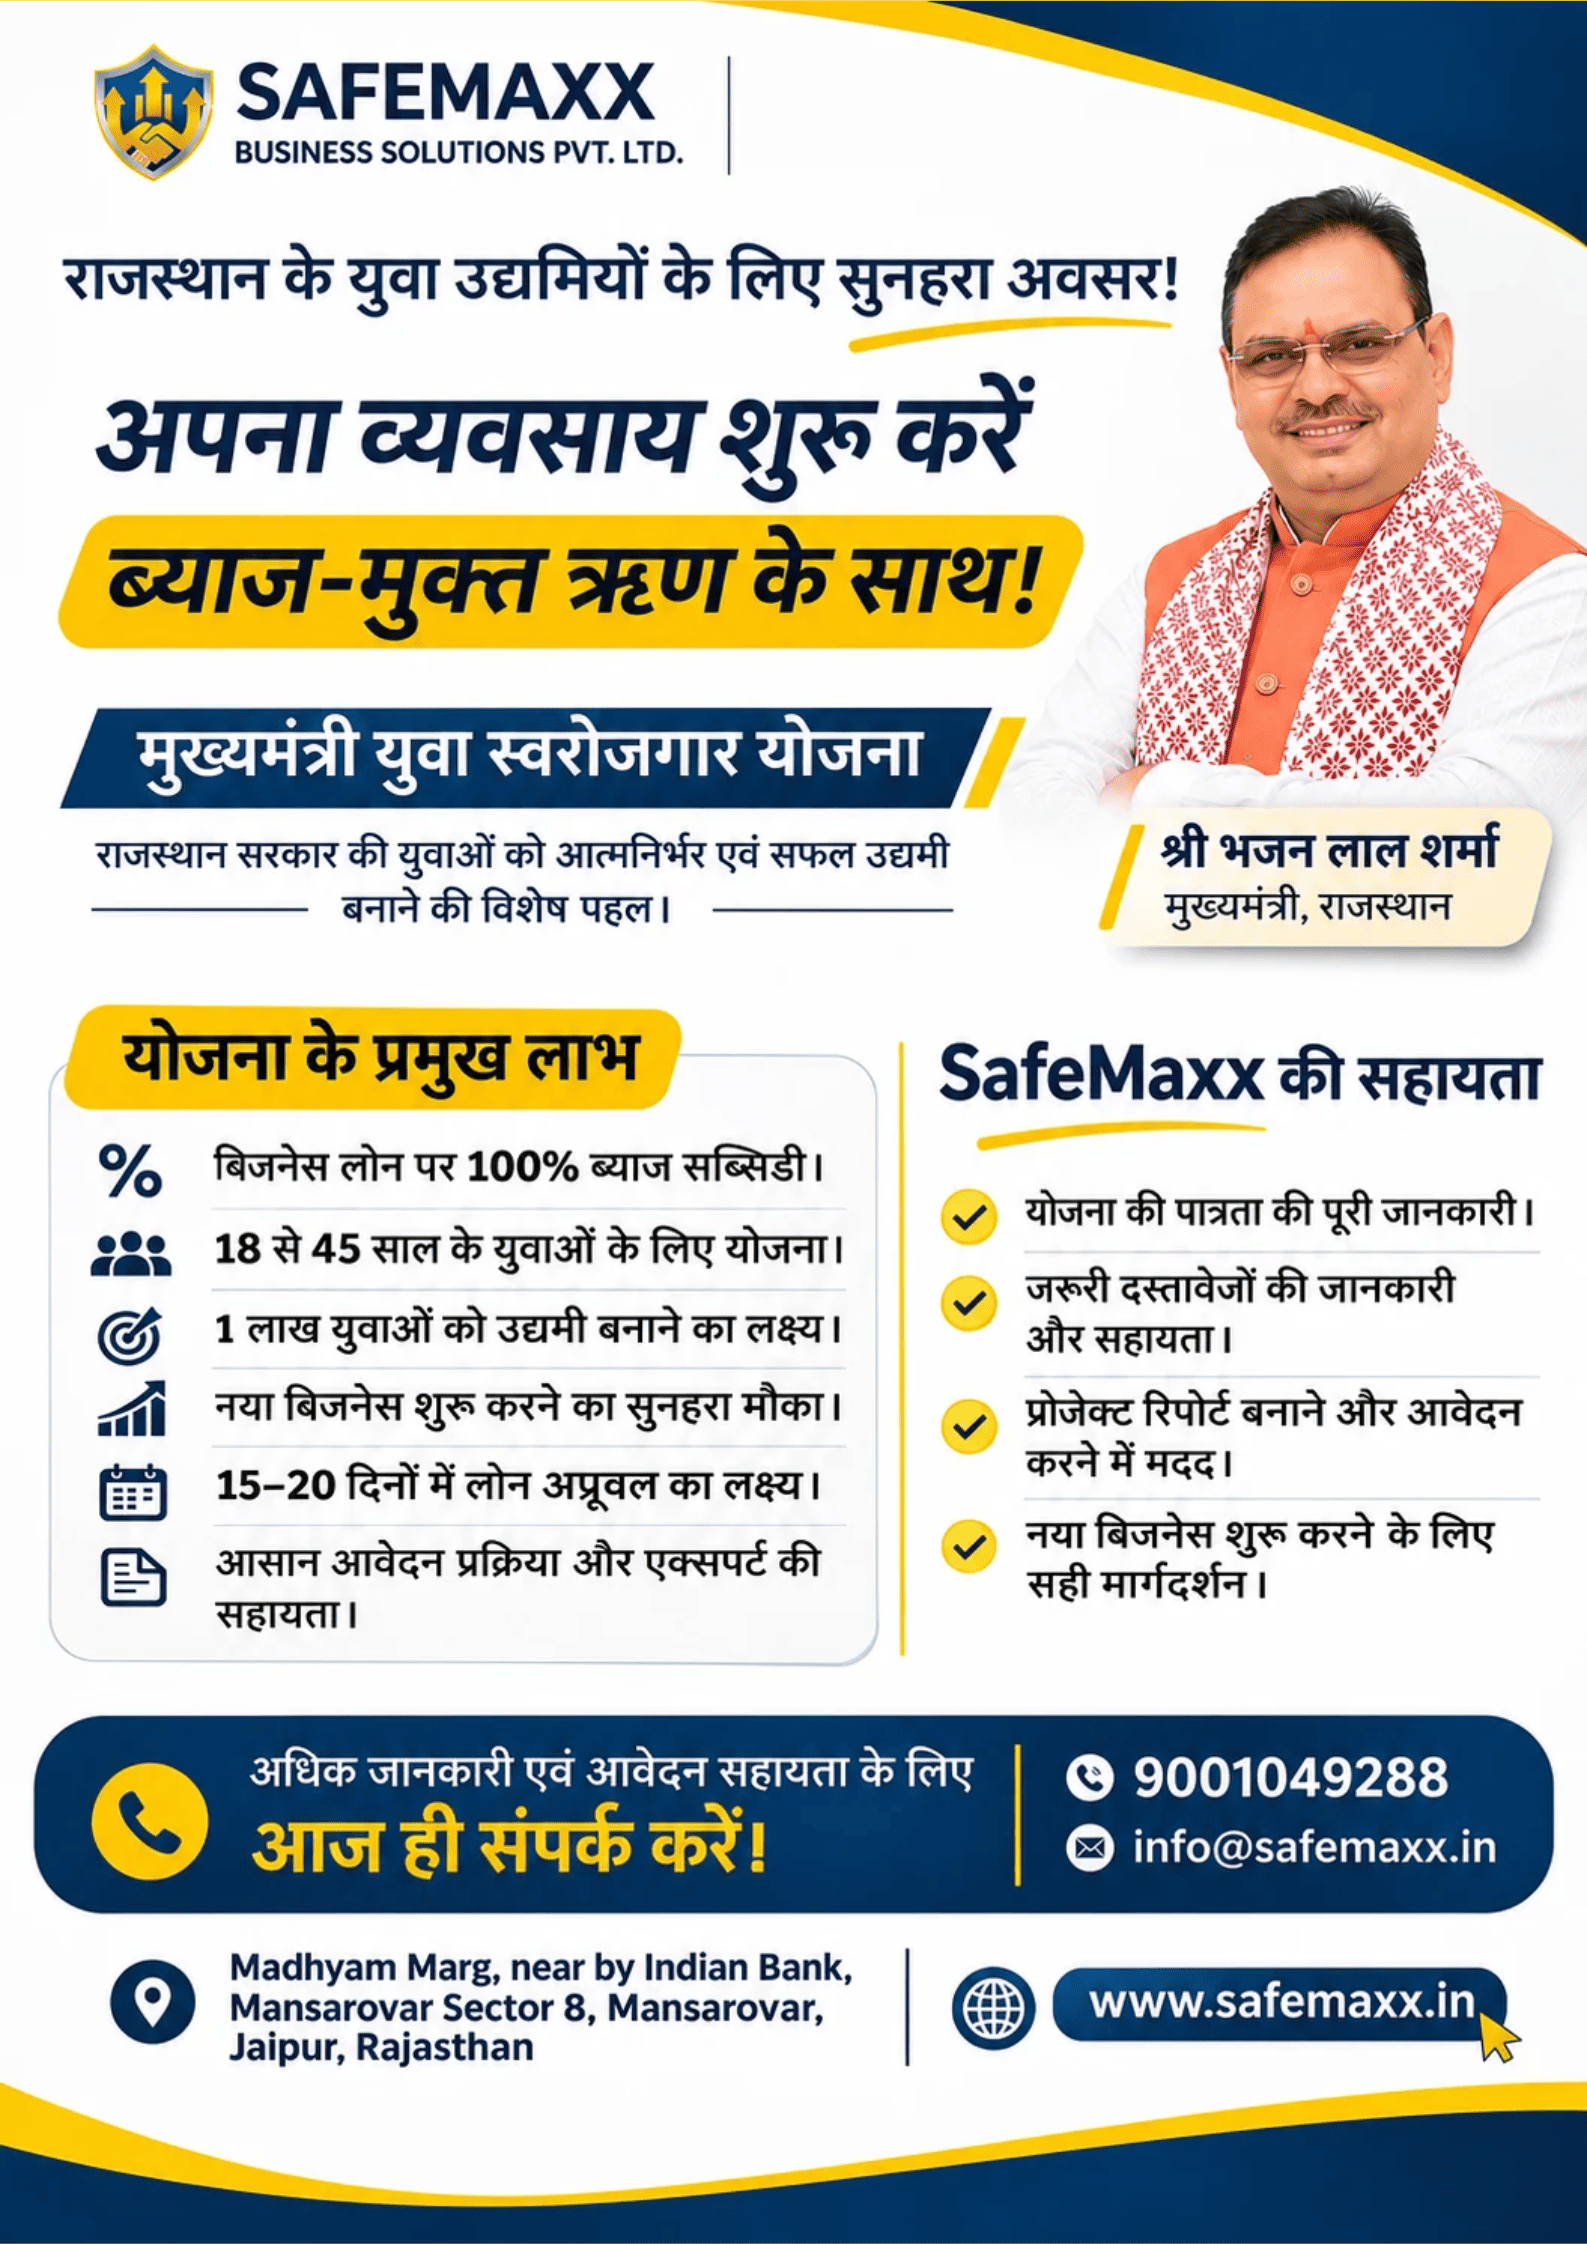 SAFEMAXX
BUSINESS SOLUTIONS PVT. LTD.
राजस्थान के युवा उद्यमियों के लिए सुनहरा अवसर!
अपना व्यवसाय शुरू करें
ब्याज-मुक्त ऋण के साथ!
मुख्यमंत्री युवा स्वरोजगार योजना
राजस्थान सरकार की युवाओं को आत्मनिर्भर एवं सफल उद्यमी
बनाने की विशेष पहल।
श्री भजन लाल शर्मा
मुख्यमंत्री, राजस्थान
योजना के प्रमुख लाभ
% बिजनेस लोन पर 100% ब्याज सब्सिडी।
18 से 45 साल के युवाओं के लिए योजना।
1 लाख युवाओं को उद्यमी बनाने का लक्ष्य।
नया बिजनेस शुरू करने का सुनहरा मौका।
15–20 दिनों में लोन अप्रूवल का लक्ष्य।
आसान आवेदन प्रक्रिया और एक्सपर्ट की
सहायता।
SafeMaxx की सहायता
योजना की पात्रता की पूरी जानकारी।
जरूरी दस्तावेजों की जानकारी
और सहायता।
प्रोजेक्ट रिपोर्ट बनाने और आवेदन
करने में मदद।
नया बिजनेस शुरू करने के लिए
सही मार्गदर्शन।
अधिक जानकारी एवं आवेदन सहायता के लिए
आज ही संपर्क करें!
9001049288
info@safemaxx.in
Madhyam Marg, near by Indian Bank,
Mansarovar Sector 8, Mansarovar,
Jaipur, Rajasthan
www.safemaxx.in